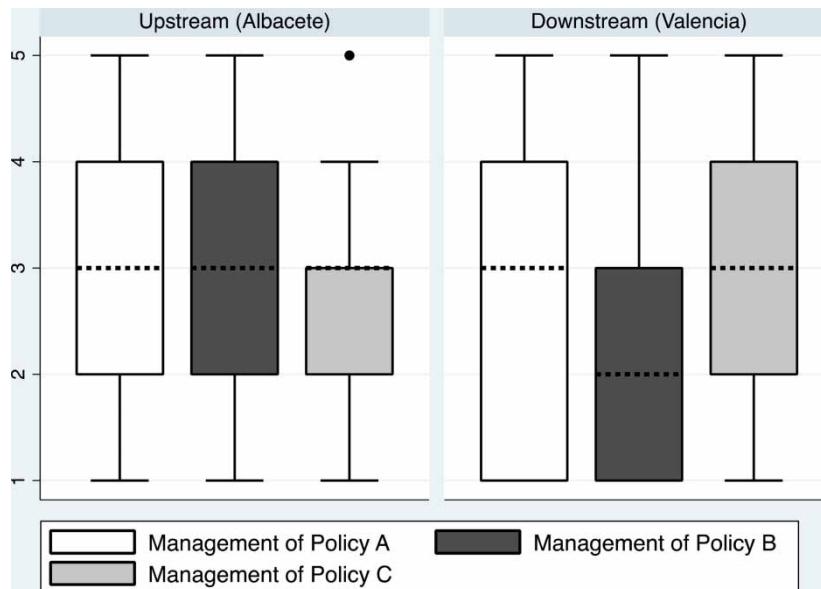 Upstream (Albacete)
Downstream (Valencia)
5
4
3
2
1
Management of Policy A
Management of Policy B
Management of Policy C